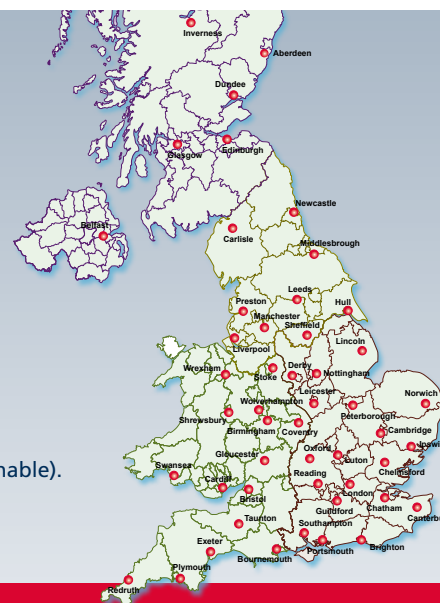 Inverness
Aberdeen
Dundee
Edinburgh
Glasgow
Newcastle
Belfast
Carlisle
Middlesbrough
Leeds
Preston
Hull
Manchester
Sheffield
Lincoln
Liverpool
Wrexham
Derby
Stoke
Nottingham
Leicester
Norwich
Wolverhampton
Peterborough
Shrewsbury
Birmingham
Coventry
Cambridge
Oxford
Ipswi
Gloucester
Luton
Swansea
Chelmsford
nable).
Reading
Cardiff
London
Bristol
Guildford
Chatham
Canterb
Taunton
Southampton
Exeter
Portsmouth
Brighton
Bournemouth
Plymouth
Redruth